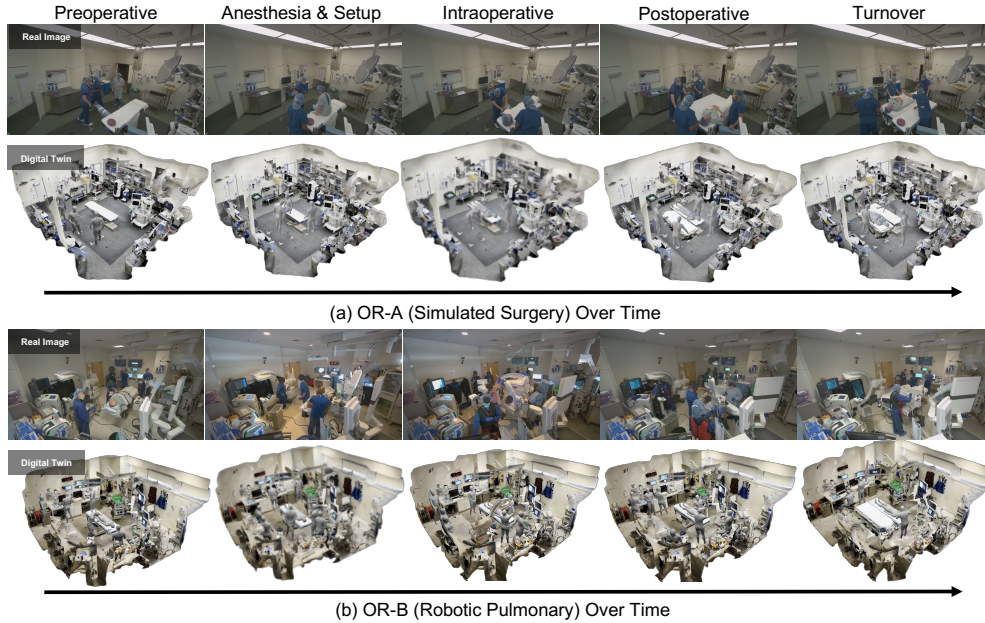 Preoperative Anesthesia & Setup Intraoperative Postoperative Turnover
Real Image
Digital Twin
(a) OR-A (Simulated Surgery) Over Time
Real Image
Digital Twin
(b) OR-B (Robotic Pulmonary) Over Time